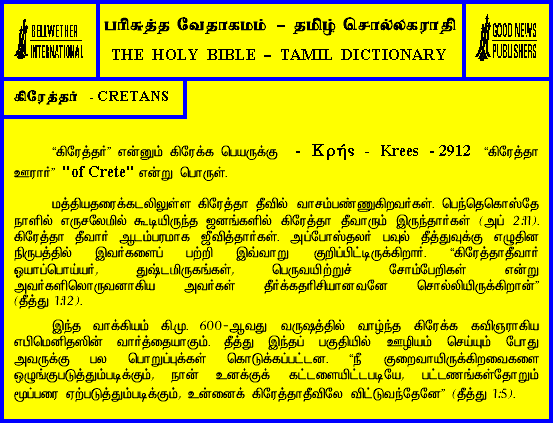 BELLWETHER
INTERNATIONAL
பரிசுத்த வேதாகமம் – தமிழ் சொல்லகராதி
THE HOLY BIBLE – TAMIL DICTIONARY
GOOD NEWS
PUBLISHERS
கிரேத்தர் - CRETANS
“கிரேத்தர்” என்னும் கிரேக்க பெயருக்கு - Κρής - Krees - 2912 “கிரேத்தா
ஊரார்” "of Crete" என்று பொருள்.
மத்தியதரைக்கடலிலுள்ள கிரேத்தா தீவில் வாசம்பண்ணுகிறவர்கள். பெந்தெகொஸ்தே
நாளில் எருசலேமில் கூடியிருந்த ஜனங்களில் கிரேத்தா தீவாரும் இருந்தார்கள் (அப் 2:11).
கிரேத்தா தீவார் ஆடம்பரமாக ஜீவித்தார்கள். அப்போஸ்தலர் பவுல் தீத்துவுக்கு எழுதின
நிருபத்தில் இவர்களைப் பற்றி இவ்வாறு குறிப்பிட்டிருக்கிறார். “கிரேத்தாதீவார்
ஓயாப்பொய்யர், துஷ்டமிருகங்கள், பெருவயிற்றுச் சோம்பேறிகள் என்று
அவர்களிலொருவனாகிய அவர்கள் தீர்க்கதரிசியானவனே சொல்லியிருக்கிறான்”
(தீத்து 1:12).
இந்த வாக்கியம் கி.மு. 600-ஆவது வருஷத்தில் வாழ்ந்த கிரேக்க கவிஞராகிய
எபிமெனிதஸின் வார்த்தையாகும். தீத்து இந்தப் பகுதியில் ஊழியம் செய்யும் போது
அவருக்கு பல பொறுப்புக்கள் கொடுக்கப்பட்டன. “நீ குறைவாயிருக்கிறவைகளை
ஒழுங்குபடுத்தும்படிக்கும், நான் உனக்குக் கட்டளையிட்டபடியே, பட்டணங்கள்தோறும்
மூப்பரை ஏற்படுத்தும்படிக்கும், உன்னைக் கிரேத்தாதீவிலே விட்டுவந்தேனே” (தீத்து 1:5).